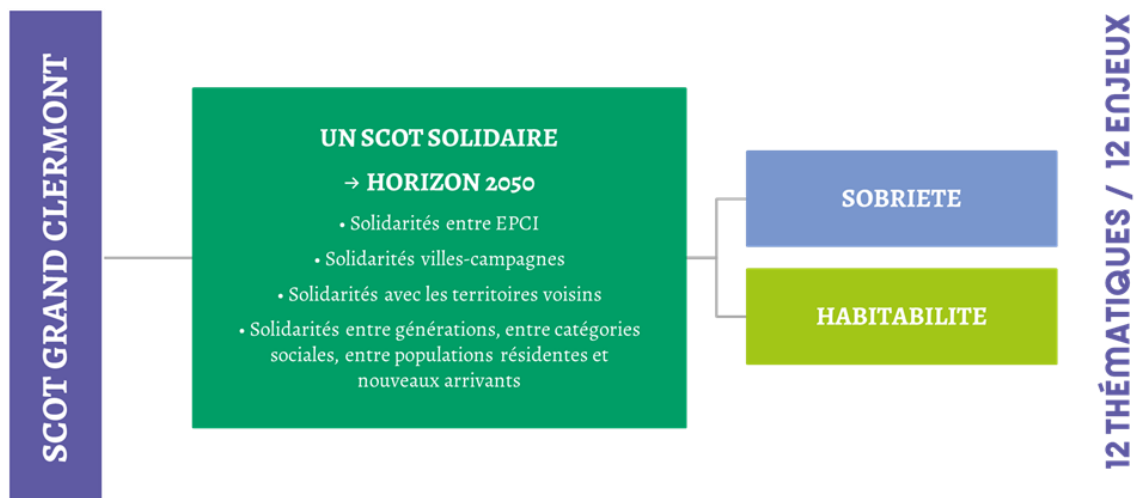 SCOT GRAND CLERMONT
UN SCOT SOLIDAIRE
→ HORIZON 2050
• Solidarités entre EPCI
• Solidarités villes-campagnes
• Solidarités avec les territoires voisins
• Solidarités entre générations, entre catégories
sociales, entre populations résidentes et
nouveaux arrivants
SOBRIETE
HABITABILITE
12 THÉMATIQUES / 12 ENJEUX